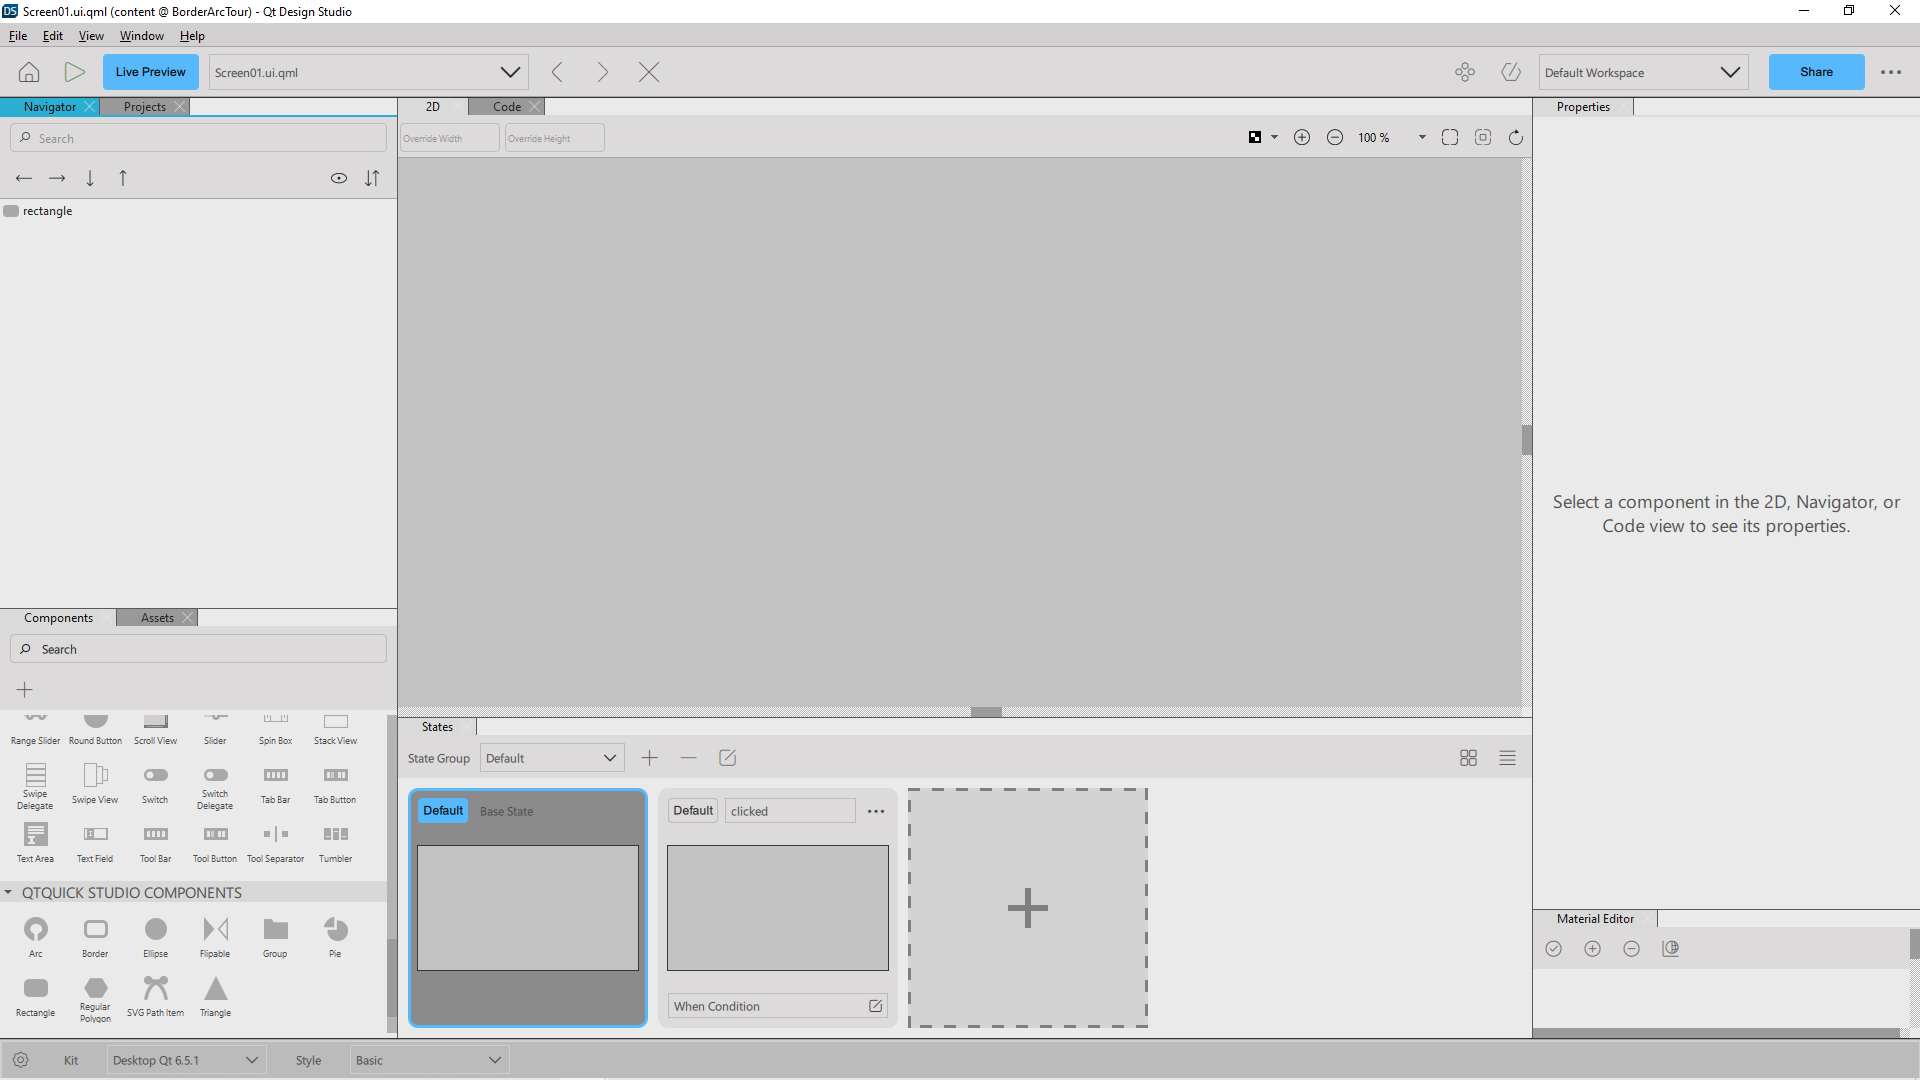 DS Screen01.ui.qml (content @ BorderArcTour) - Qt Design Studio
File Edit View Window Help
Live Preview Screen01.ui.qml Default Workspace Share
Navigator Projects
2D Code
Properties
Search
Override Width Override Height
100 %
rectangle
Select a component in the 2D, Navigator, or
Code view to see its properties.
Components Assets
Search
Range Slider Round Button Scroll View Slider Spin Box Stack View
Swipe Delegate Swipe View Switch Switch Delegate Tab Bar Tab Button
Text Area Text Field Tool Bar Tool Button Tool Separator Tumbler
QTQUICK STUDIO COMPONENTS
Arc Border Ellipse Flipable Group Pie
Rectangle Regular Polygon SVG Path Item Triangle
States
State Group Default
Default Base State
Default clicked
When Condition
Material Editor
Kit Desktop Qt 6.5.1 Style Basic